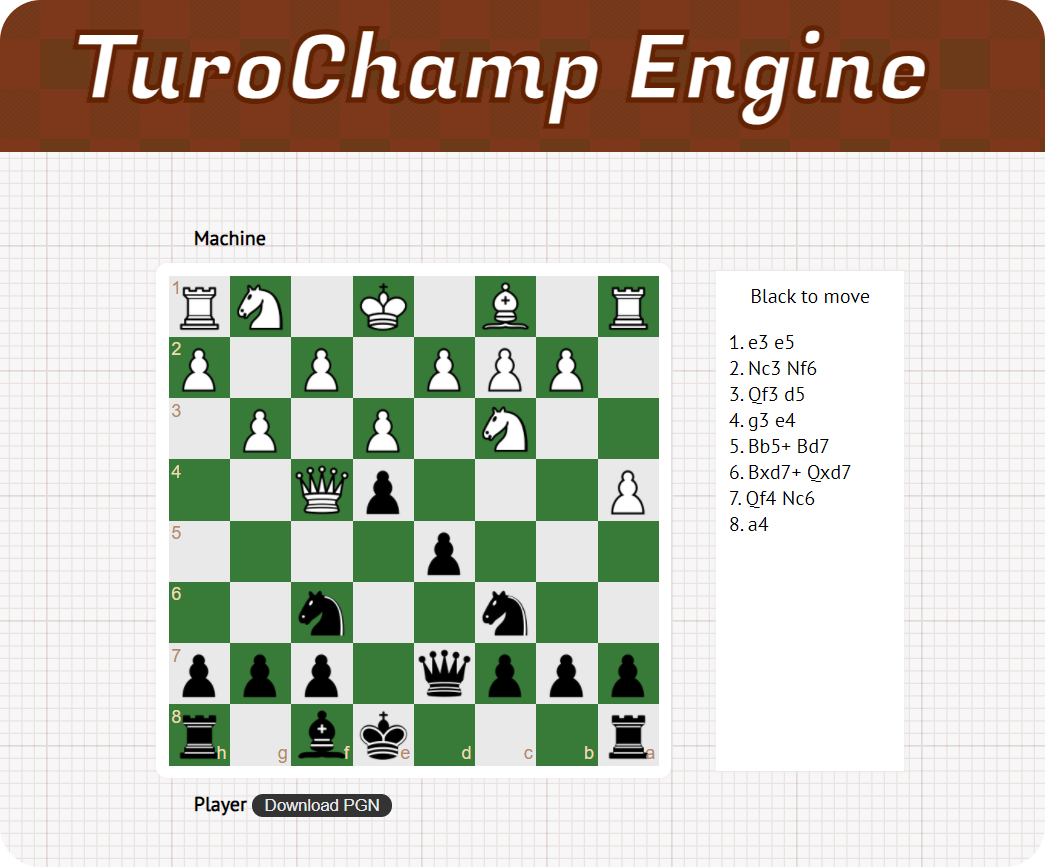 TuroChamp Engine
Machine
Black to move
1. e3 e5
2. Nc3 Nf6
3. Qf3 d5
4. g3 e4
5. Bb5+ Bd7
6. Bxd7+ Qxd7
7. Qf4 Nc6
8. a4
1
2
3
4
5
6
7
8
h g f e d c b a
Player Download PGN